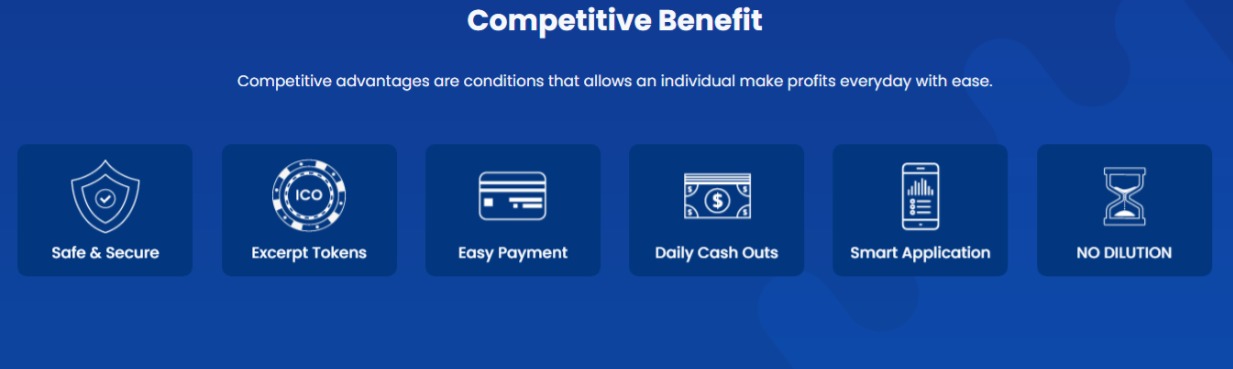 Competitive Benefit
Competitive advantages are conditions that allows an individual make profits everyday with ease.
ICO
$ $ $ $ $
Safe & Secure
Excerpt Tokens
Easy Payment
Daily Cash Outs
Smart Application
NO DILUTION